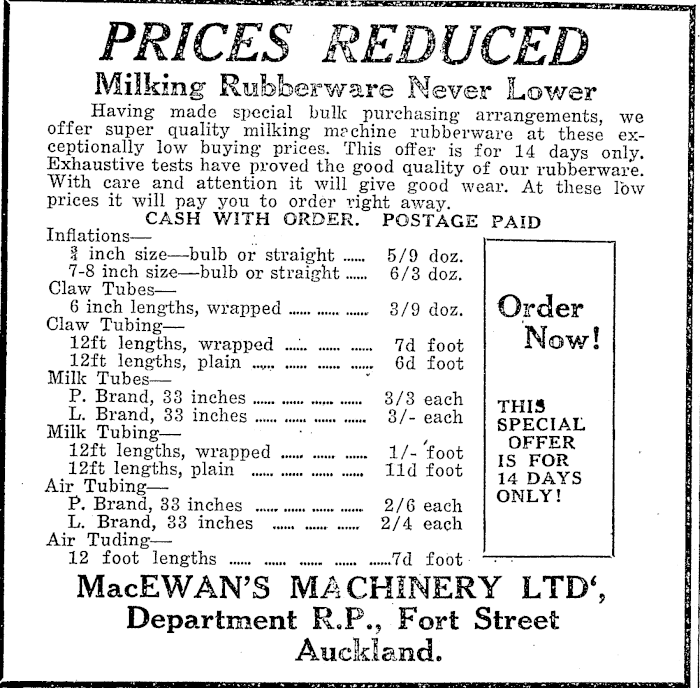 PRICES REDUCED
Milking Rubberware Never Lower
Having made special bulk purchasing arrangements, we
offer super quality milking machine rubberware at these ex-
ceptionally low buying prices. This offer is for 14 days only.
Exhaustive tests have proved the good quality of our rubberware.
With care and attention it will give good wear. At these low
prices it will pay you to order right away.
CASH WITH ORDER. POSTAGE PAID
Inflations—
¾ inch size—bulb or straight ...... 5/9 doz.
7-8 inch size—bulb or straight ...... 6/3 doz.
Claw Tubes—
6 inch lengths, wrapped ...... ...... ...... 3/9 doz.
Claw Tubing—
12ft lengths, wrapped ...... ...... ...... 7d foot
12ft lengths, plain ...... ...... ...... ...... 6d foot
Milk Tubes—
P. Brand, 33 inches ...... ...... ...... ...... 3/3 each
L. Brand, 33 inches ...... ...... ...... ...... 3/- each
Milk Tubing—
12ft lengths, wrapped ...... ...... ...... 1/- foot
12ft lengths, plain ...... ...... ...... ...... 11d foot
Air Tubing—
P. Brand, 33 inches ...... ...... ...... ...... 2/6 each
L. Brand, 33 inches ...... ...... ...... 2/4 each
Air Tuding—
12 foot lengths ...... ...... ...... ...... ......7d foot
Order
Now!
THIS
SPECIAL
OFFER
IS FOR
14 DAYS
ONLY!
MacEWAN'S MACHINERY LTD‘,
Department R.P., Fort Street
Auckland.